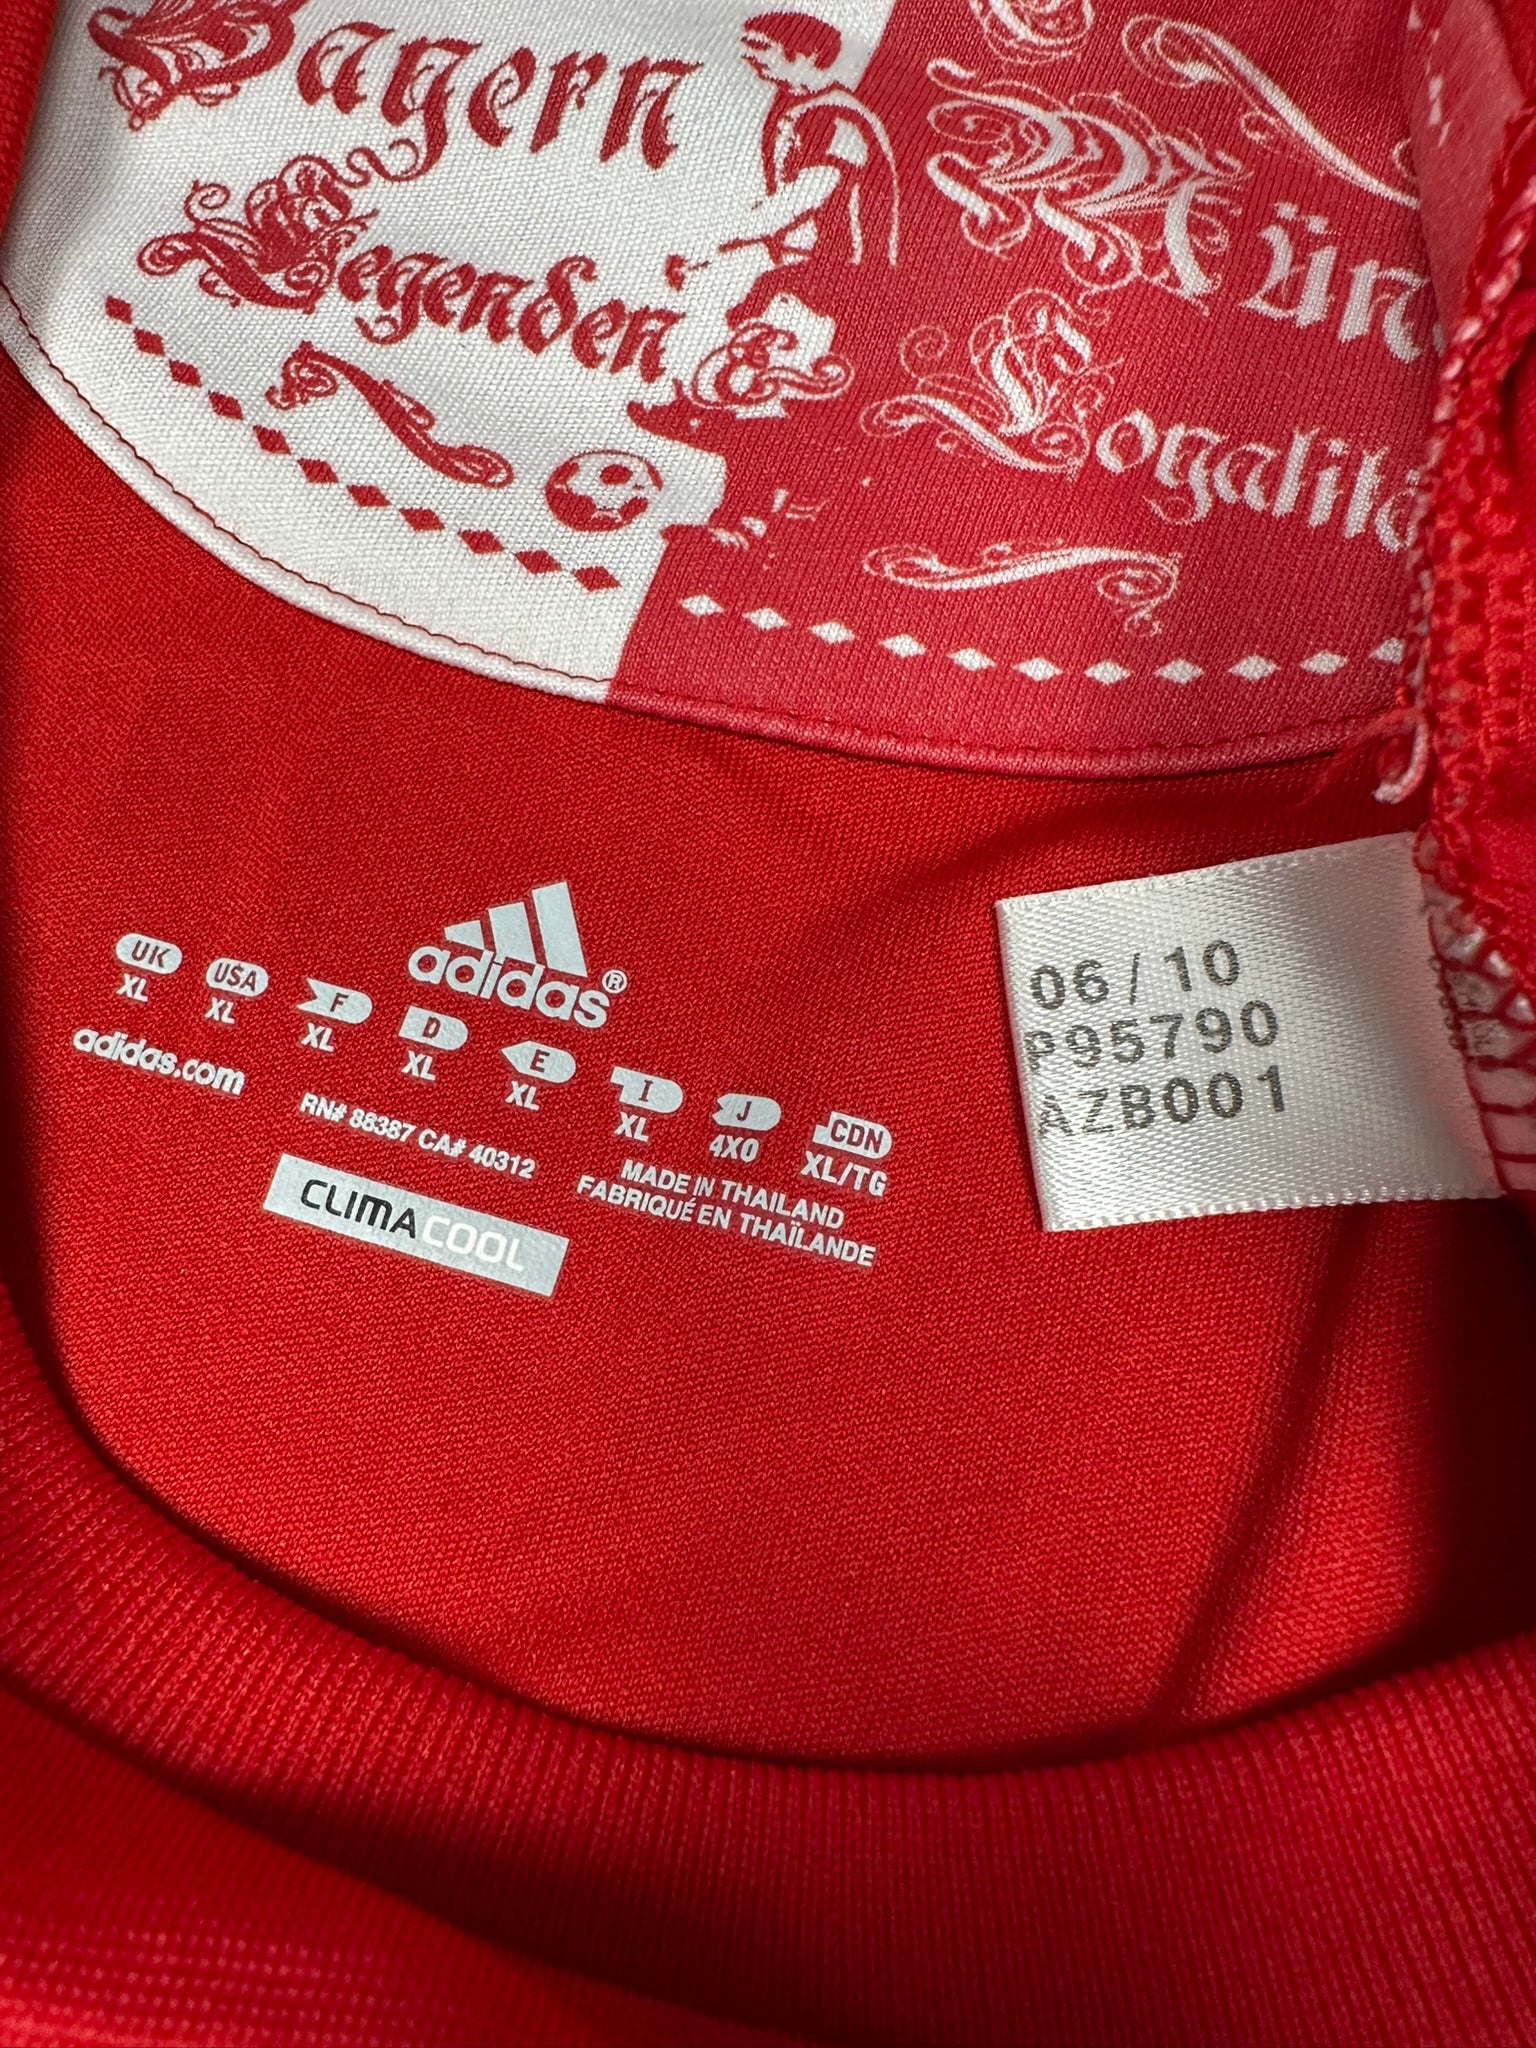 Bayern
Legenden &
Mün
Loyalitä
adidas®
UK USA F D E I J CDN
XL XL XL XL XL XL 4XO XL/TG
adidas.com
RN# 88387 CA# 40312
MADE IN THAILAND
FABRIQUÉ EN THAÏLANDE
CLIMACOOL
06/10
P95790
AZB001